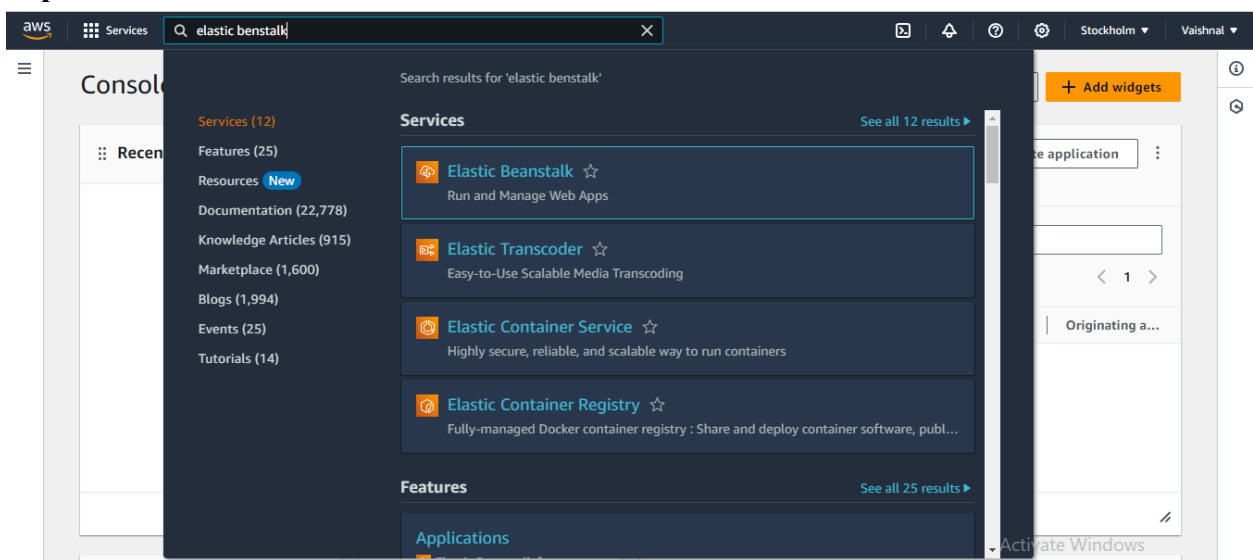 aws
Services
elastic benstalk
Stockholm ▼
Vaishnal ▼
Search results for 'elastic benstalk'
+ Add widgets
Services (12)
Features (25)
Resources New
Documentation (22,778)
Knowledge Articles (915)
Marketplace (1,600)
Blogs (1,994)
Events (25)
Tutorials (14)
Services
See all 12 results ▶
Elastic Beanstalk
Run and Manage Web Apps
Elastic Transcoder
Easy-to-Use Scalable Media Transcoding
Elastic Container Service
Highly secure, reliable, and scalable way to run containers
Elastic Container Registry
Fully-managed Docker container registry : Share and deploy container software, publ...
Features
See all 25 results ▶
Applications
Consol
Recen
te application
< 1 >
Originating a...
Activate Windows